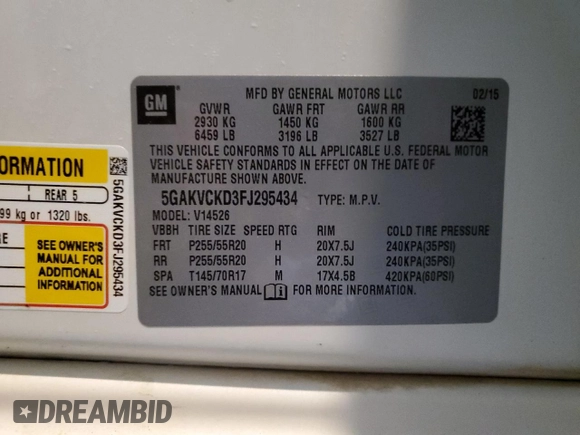 GM
MFD BY GENERAL MOTORS LLC 02/15
GVWR GAWR FRT GAWR RR
2930 KG 1450 KG 1600 KG
6459 LB 3196 LB 3527 LB
THIS VEHICLE CONFORMS TO ALL APPLICABLE U.S. FEDERAL MOTOR
VEHICLE SAFETY STANDARDS IN EFFECT ON THE DATE OF
MANUFACTURE SHOWN ABOVE.
5GAKVCKD3FJ295434 TYPE: M.P.V.
MODEL: V14526
VBBH TIRE SIZE SPEED RTG RIM COLD TIRE PRESSURE
FRT P255/55R20 H 20X7.5J 240KPA(35PSI)
RR P255/55R20 H 20X7.5J 240KPA(35PSI)
SPA T145/70R17 M 17X4.5B 420KPA(60PSI)
SEE OWNER'S MANUAL FOR MORE INFORMATION.
FORMATION
REAR 5
99 kg or 1320 lbs.
RE
SEE OWNER'S
MANUAL FOR
ADDITIONAL
INFORMATION
5GAKVCKD3FJ295434
DREAMBID